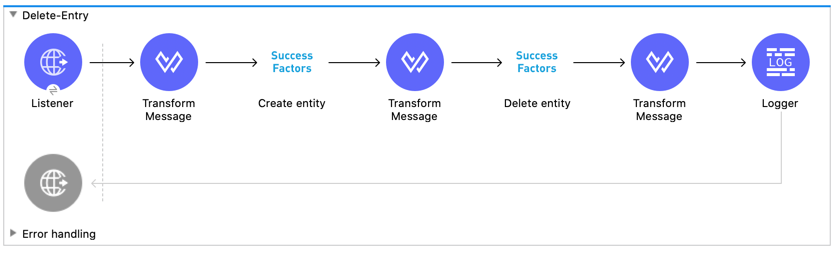 Delete-Entry
Success
Factors
Success
Factors
LOG
Listener
Transform
Message
Create entity
Transform
Message
Delete entity
Transform
Message
Logger
Error handling